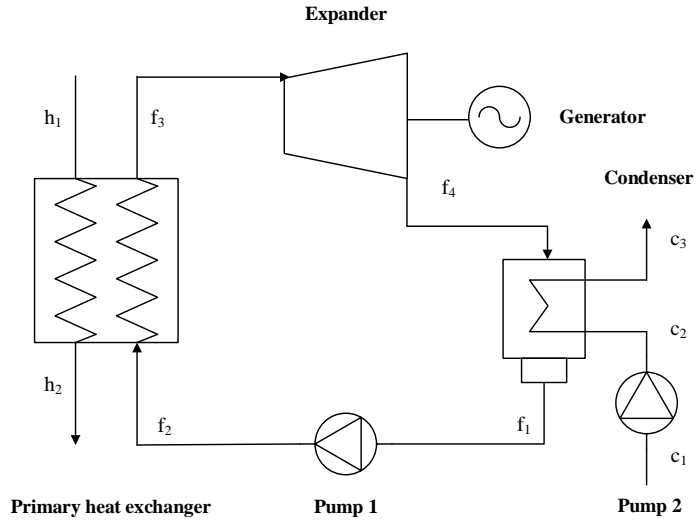 Expander
h1
f3
Generator
f4
Condenser
c3
c2
h2
f2
f1
c1
Primary heat exchanger
Pump 1
Pump 2